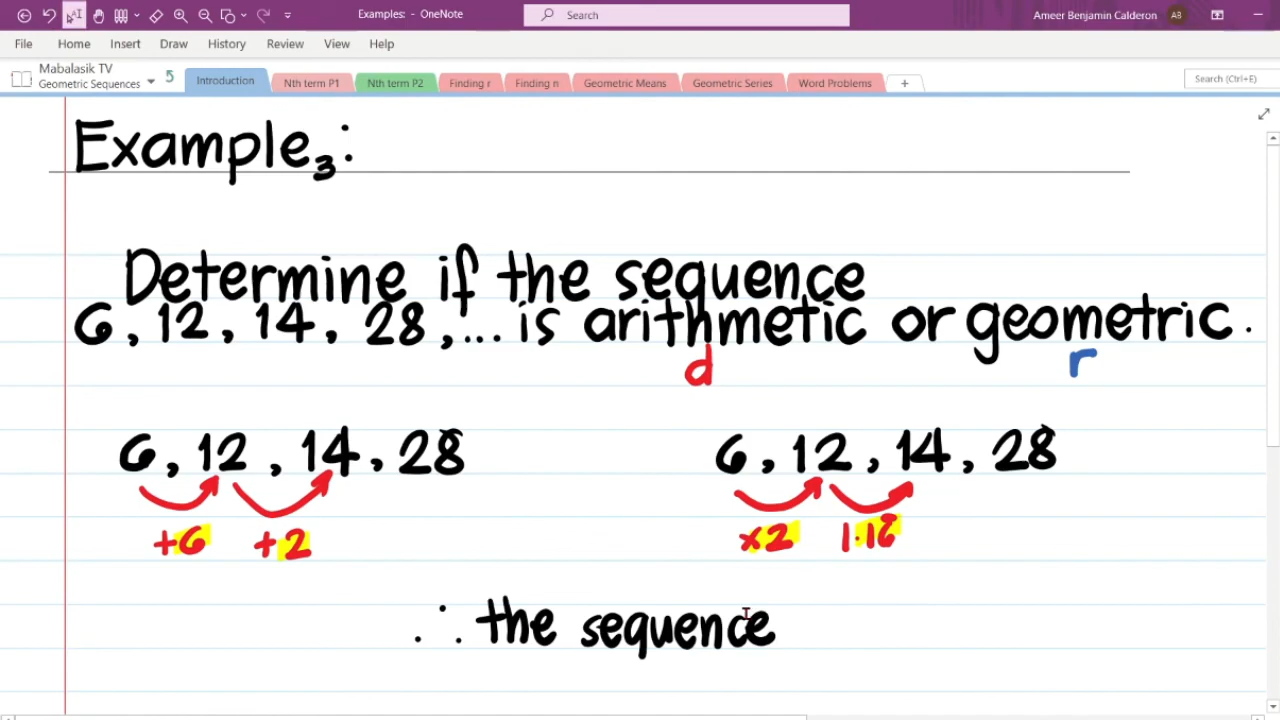 Examples: - OneNote
Search
Ameer Benjamin Calderon
AB
File Home Insert Draw History Review View Help
Mabalasik TV
Geometric Sequences
Introduction Nth term P1 Nth term P2 Finding r Finding n Geometric Means Geometric Series Word Problems +
Search (Ctrl+E)
Example₃:
Determine if the sequence
6, 12, 14, 28, ... is arithmetic or geometric.
d r
6, 12, 14, 28 6, 12, 14, 28
+6 +2 ×2 1.16̄
∴ the sequence